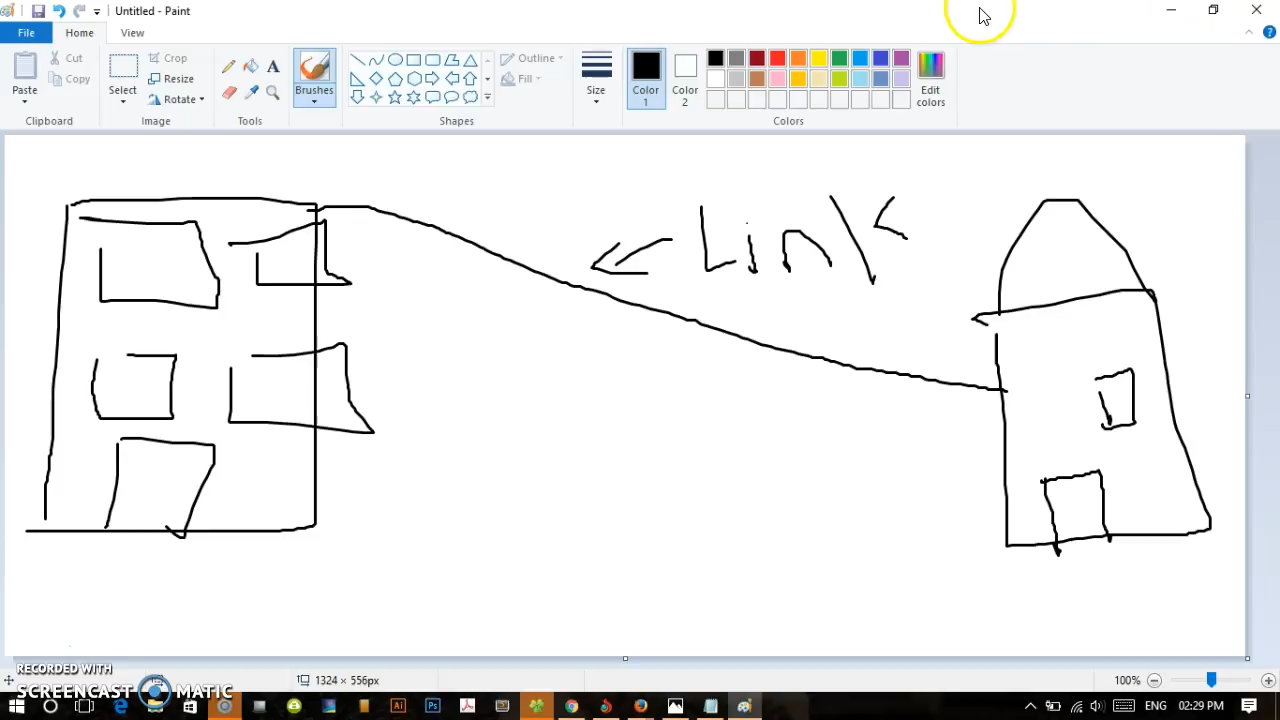 Untitled - Paint
File Home View
Paste Cut Copy Select Crop Resize Rotate Brushes Outline Fill Size Color 1 Color 2 Edit colors
Clipboard Image Tools Shapes Colors
Link
RECORDED WITH
SCREENCAST MATIC
1324 × 556px 100%
Ai Ps ENG 02:29 PM